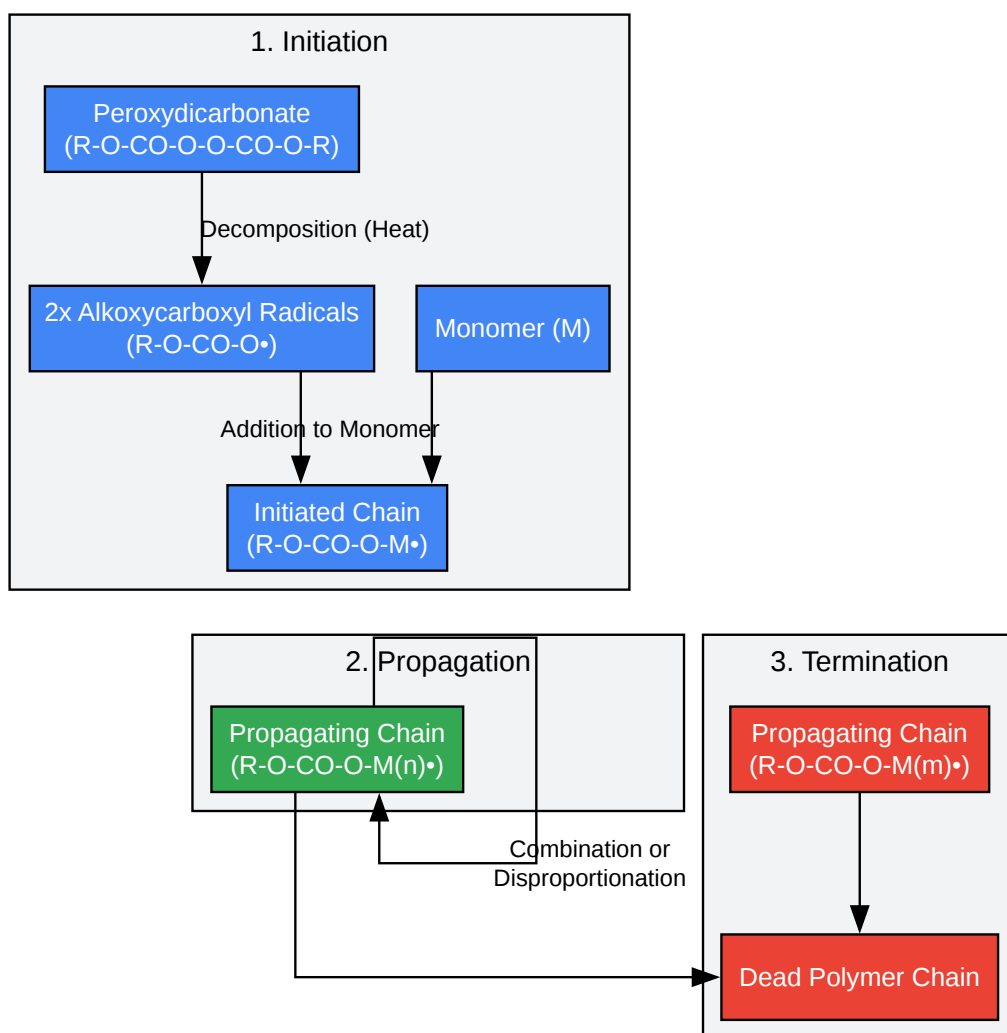 1. Initiation
Peroxydicarbonate
(R-O-CO-O-O-CO-O-R)
Decomposition (Heat)
2x Alkoxycarboxyl Radicals
(R-O-CO-O•)
Monomer (M)
Addition to Monomer
Initiated Chain
(R-O-CO-O-M•)
2. Propagation
Propagating Chain
(R-O-CO-O-M(n)•)
Combination or
Disproportionation
3. Termination
Propagating Chain
(R-O-CO-O-M(m)•)
Dead Polymer Chain